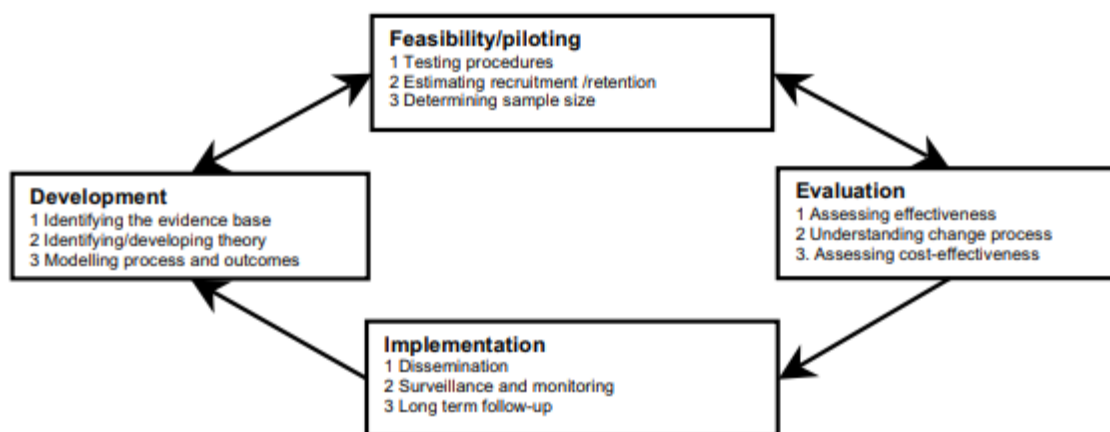 Feasibility/piloting
1 Testing procedures
2 Estimating recruitment /retention
3 Determining sample size
Development
1 Identifying the evidence base
2 Identifying/developing theory
3 Modelling process and outcomes
Evaluation
1 Assessing effectiveness
2 Understanding change process
3. Assessing cost-effectiveness
Implementation
1 Dissemination
2 Surveillance and monitoring
3 Long term follow-up